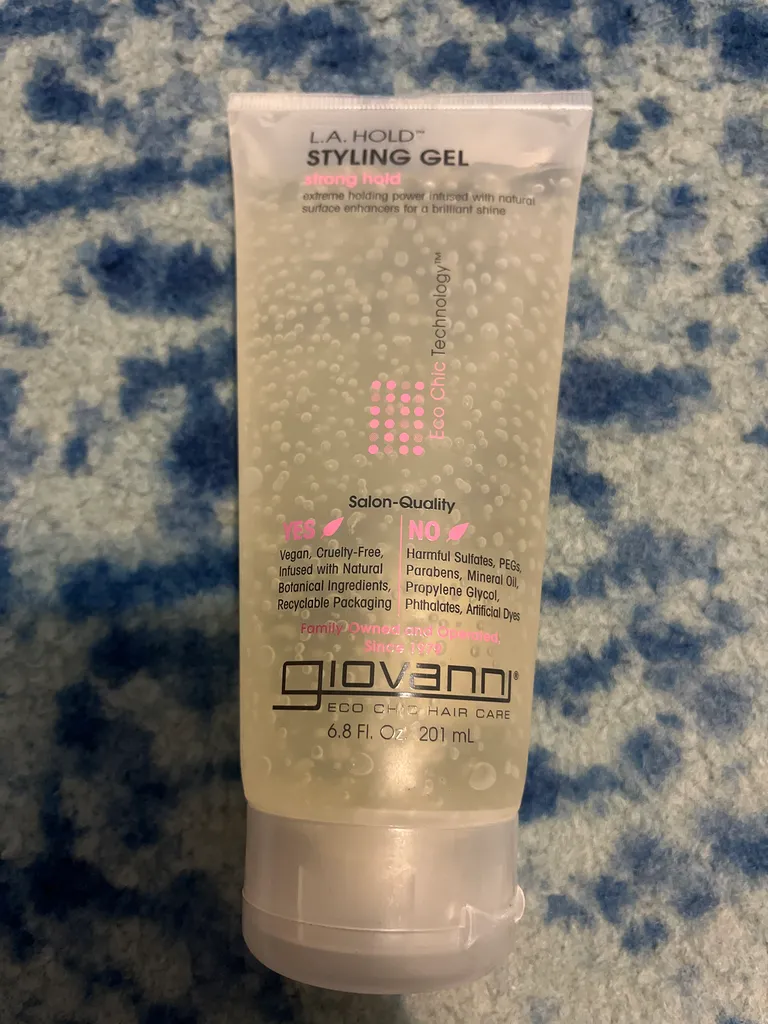 L.A. HOLD™
STYLING GEL
strong hold
extreme holding power infused with natural
surface enhancers for a brilliant shine
Eco Chic Technology™
Salon-Quality
YES
Vegan, Cruelty-Free,
Infused with Natural
Botanical Ingredients,
Recyclable Packaging
NO
Harmful Sulfates, PEGs,
Parabens, Mineral Oil,
Propylene Glycol,
Phthalates, Artificial Dyes
Family Owned and Operated,
Since 1979
giovanni®
ECO CHIC HAIR CARE
6.8 Fl. Oz. 201 mL